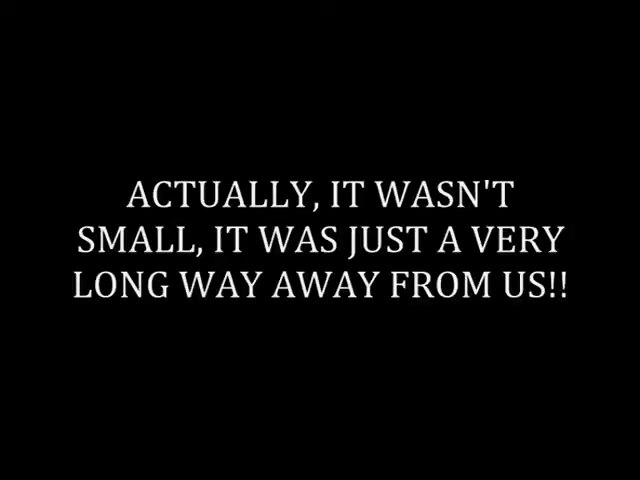 ACTUALLY, IT WASN'T
SMALL, IT WAS JUST A VERY
LONG WAY AWAY FROM US!!